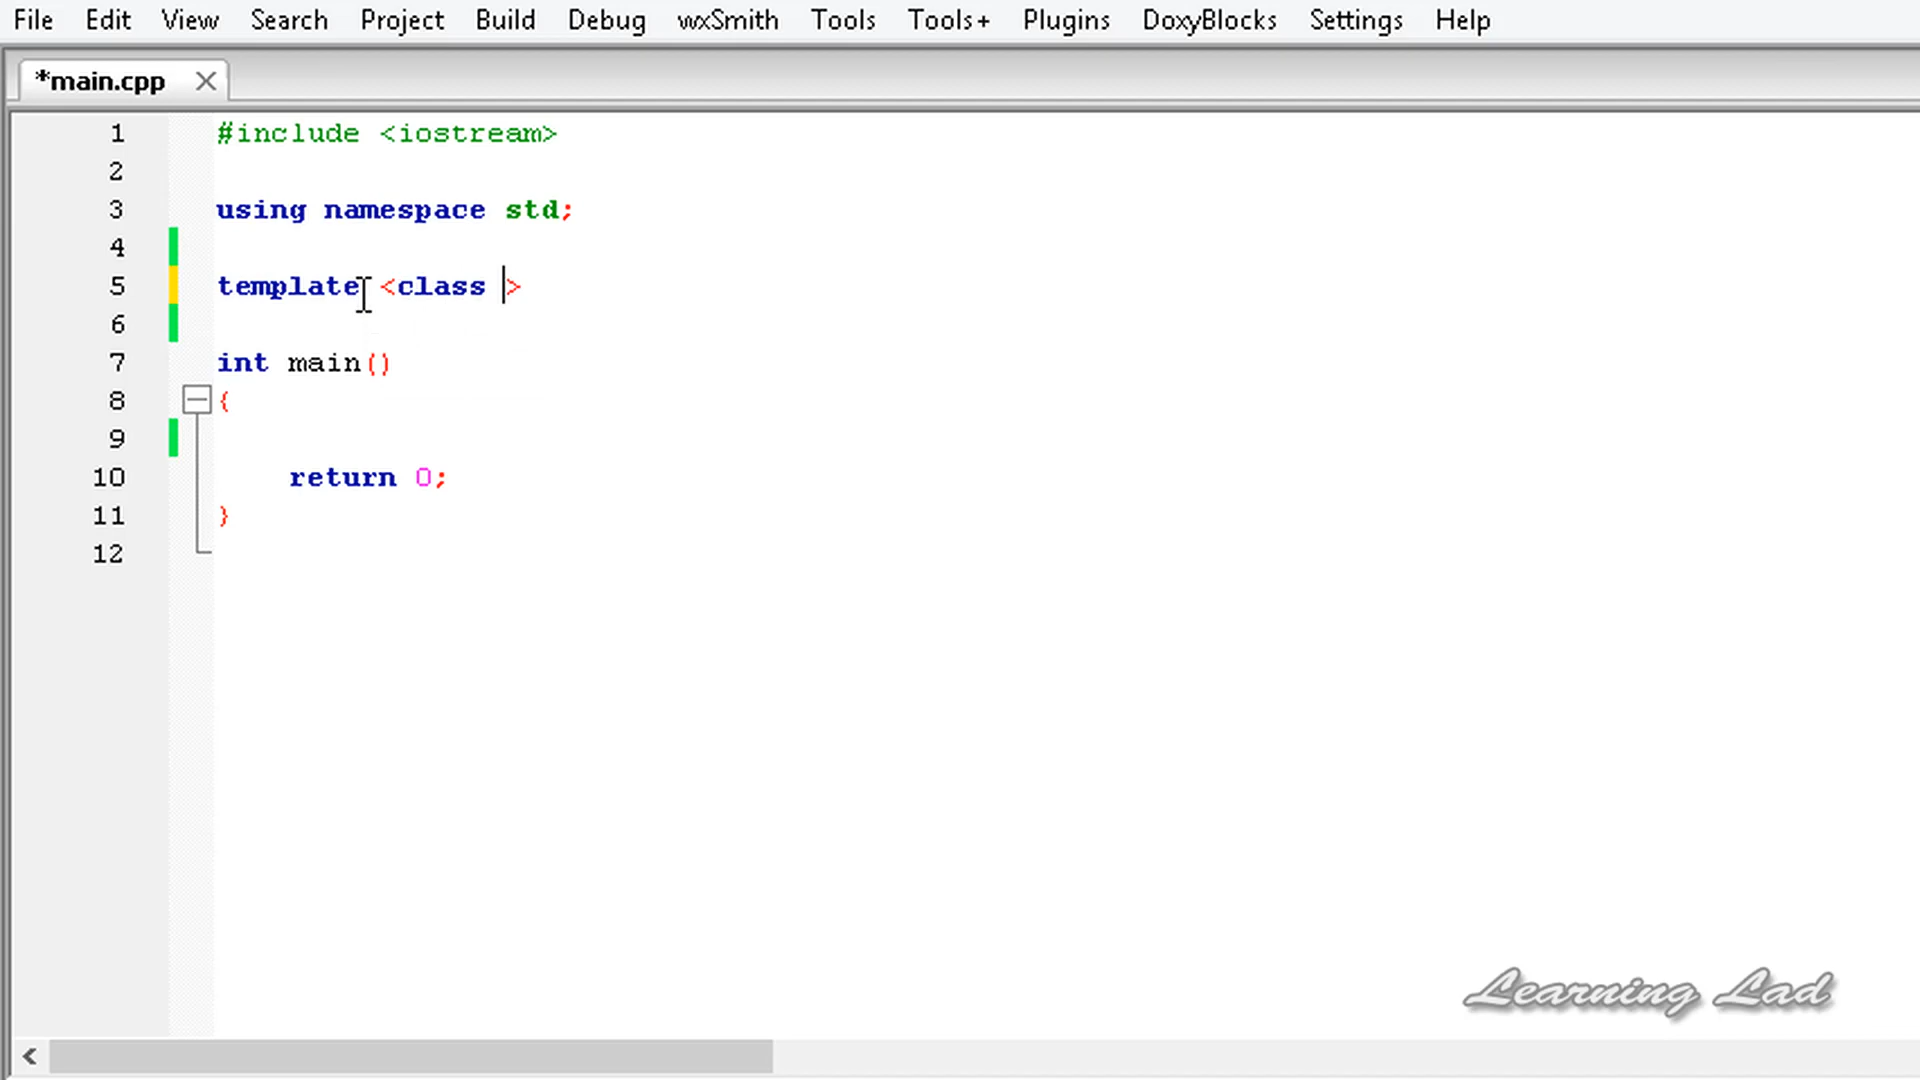 File Edit View Search Project Build Debug wxSmith Tools Tools+ Plugins DoxyBlocks Settings Help
*main.cpp
1 #include <iostream>
2
3 using namespace std;
4
5 template <class >
6
7 int main()
8 {
9
10 return 0;
11 }
12
Learning Lad